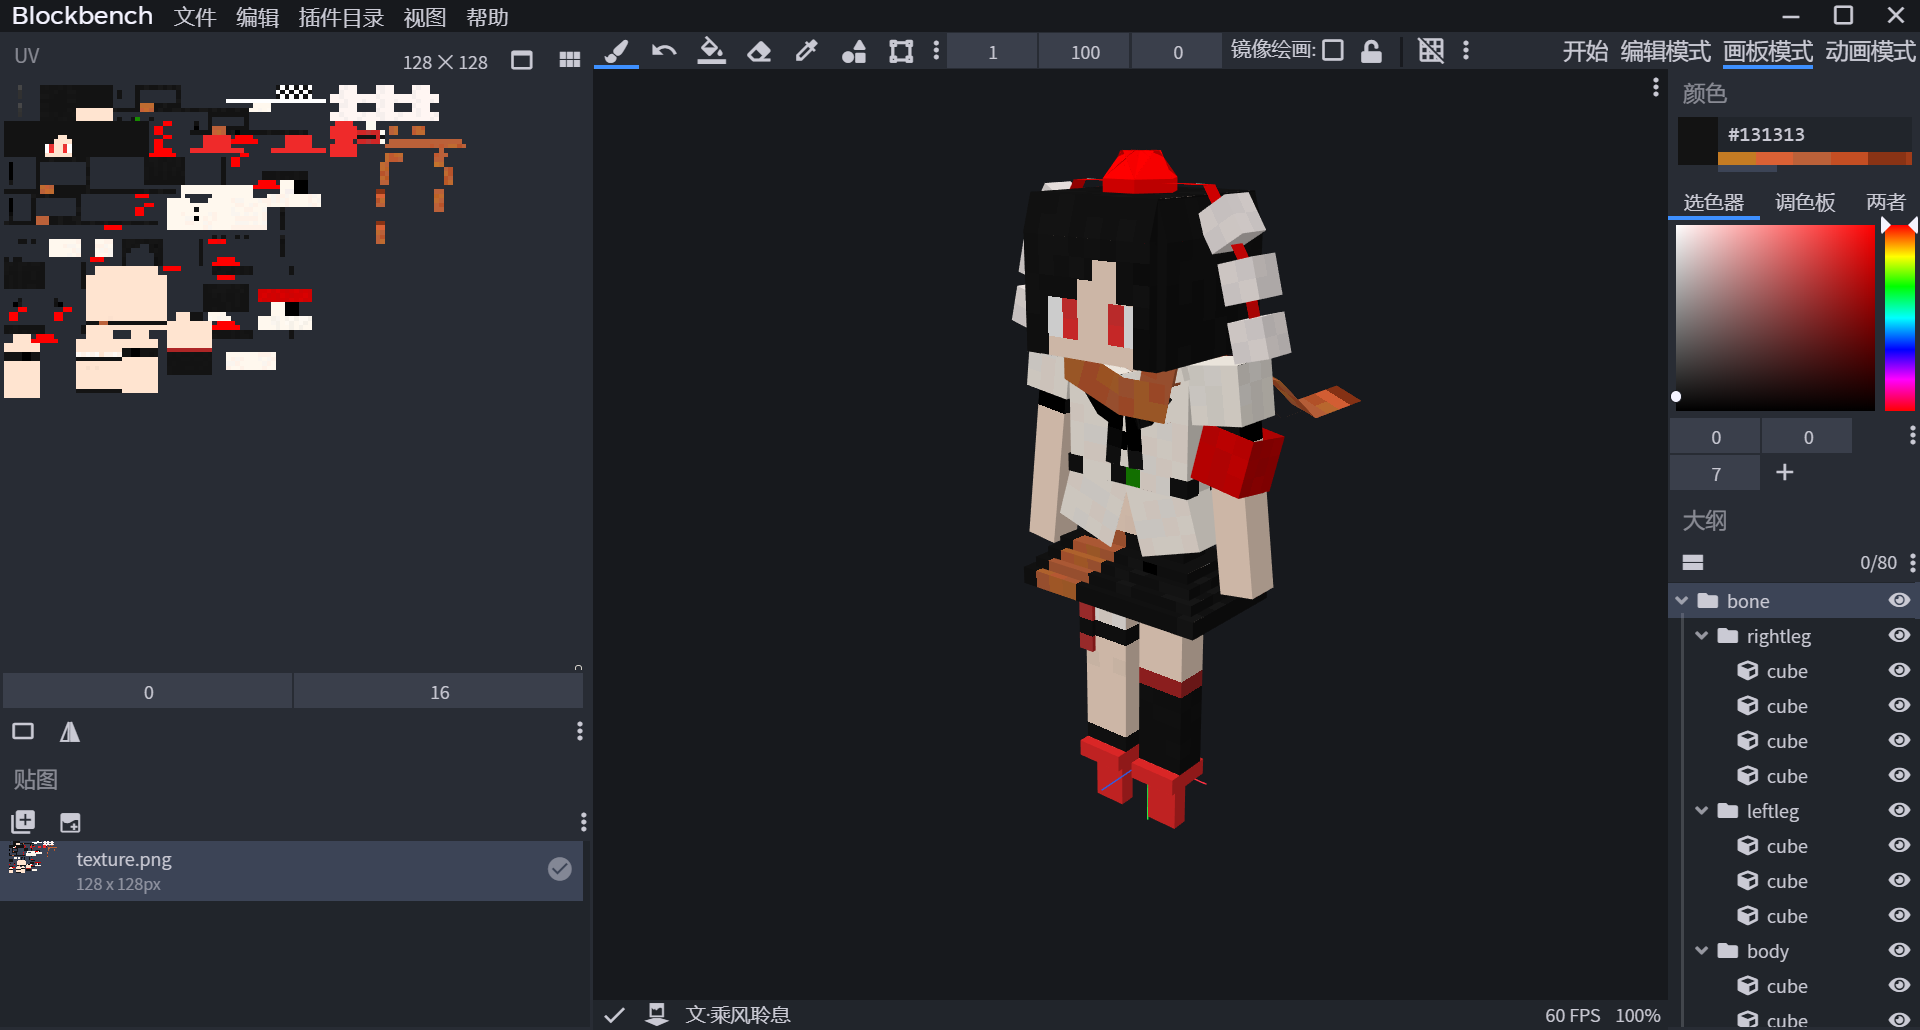 Blockbench 文件 编辑 插件目录 视图 帮助
UV
128 × 128
1 100 0 镜像绘画:
开始 编辑模式 画板模式 动画模式
颜色
#131313
选色器 调色板 两者
0 0
7
大纲
0/80
bone
rightleg
cube
cube
cube
cube
leftleg
cube
cube
cube
body
cube
cube
0 16
贴图
texture.png
128 x 128px
文·乘风聆息
60 FPS 100%